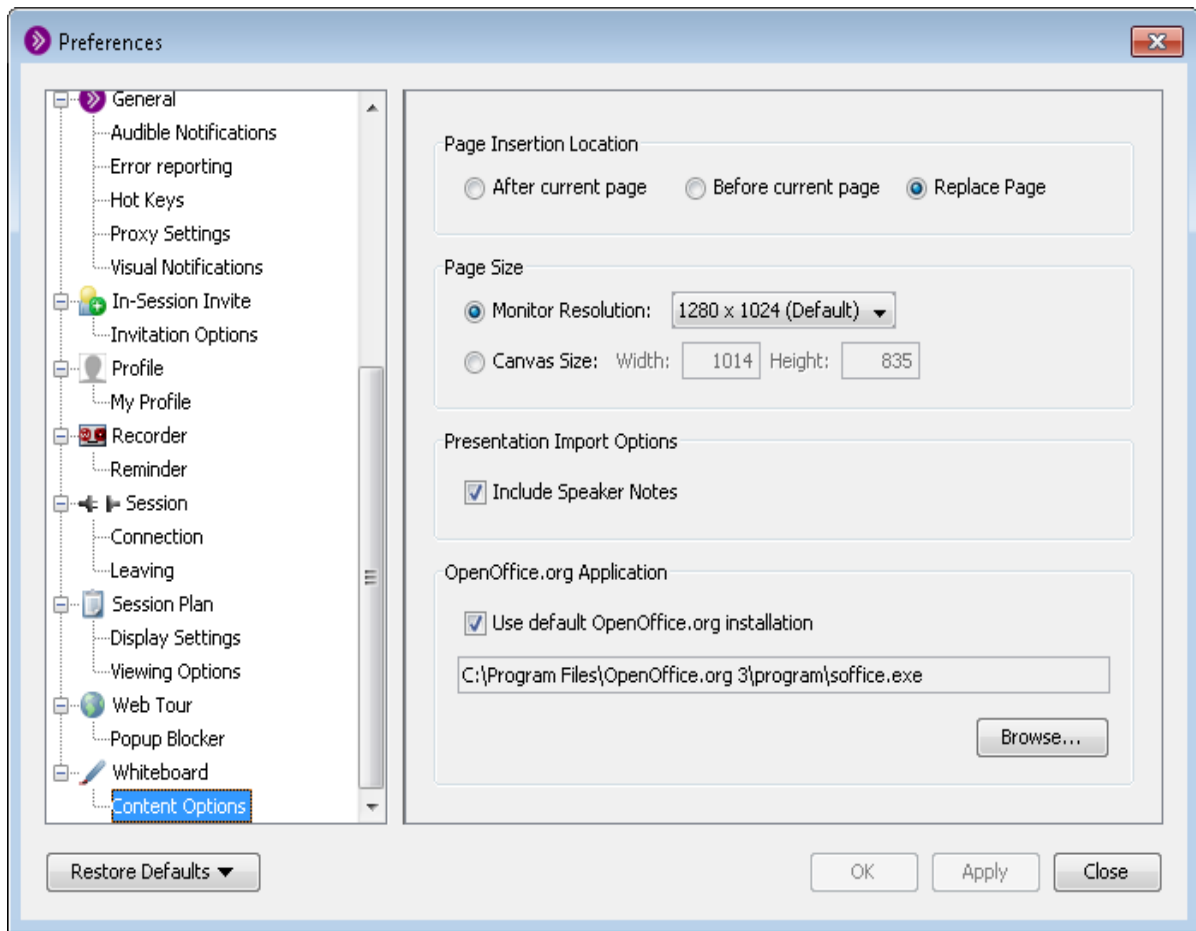 Preferences
General
Audible Notifications
Error reporting
Hot Keys
Proxy Settings
Visual Notifications
In-Session Invite
Invitation Options
Profile
My Profile
Recorder
Reminder
Session
Connection
Leaving
Session Plan
Display Settings
Viewing Options
Web Tour
Popup Blocker
Whiteboard
Content Options
Page Insertion Location
After current page Before current page Replace Page
Page Size
Monitor Resolution: 1280 x 1024 (Default)
Canvas Size: Width: 1014 Height: 835
Presentation Import Options
Include Speaker Notes
OpenOffice.org Application
Use default OpenOffice.org installation
C:\Program Files\OpenOffice.org 3\program\soffice.exe
Browse...
Restore Defaults OK Apply Close